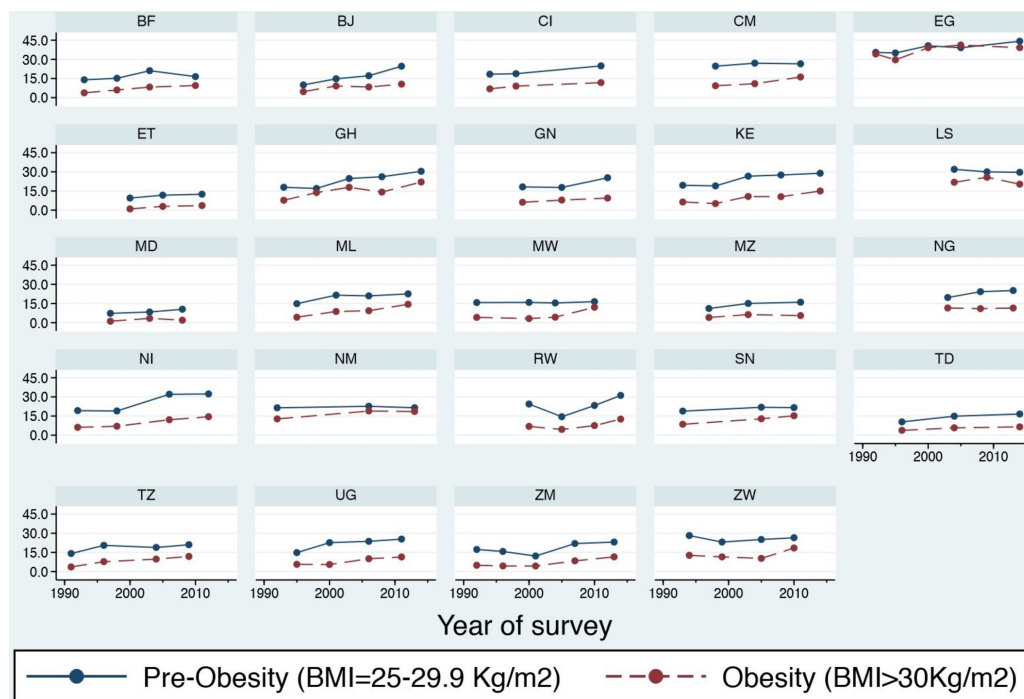 BF BJ CI CM EG
45.0
30.0
15.0
0.0
ET GH GN KE LS
45.0
30.0
15.0
0.0
MD ML MW MZ NG
45.0
30.0
15.0
0.0
NI NM RW SN TD
45.0
30.0
15.0
0.0
1990 2000 2010
TZ UG ZM ZW
45.0
30.0
15.0
0.0
1990 2000 2010 1990 2000 2010 1990 2000 2010 1990 2000 2010
Year of survey
Pre-Obesity (BMI=25-29.9 Kg/m2) Obesity (BMI>30Kg/m2)